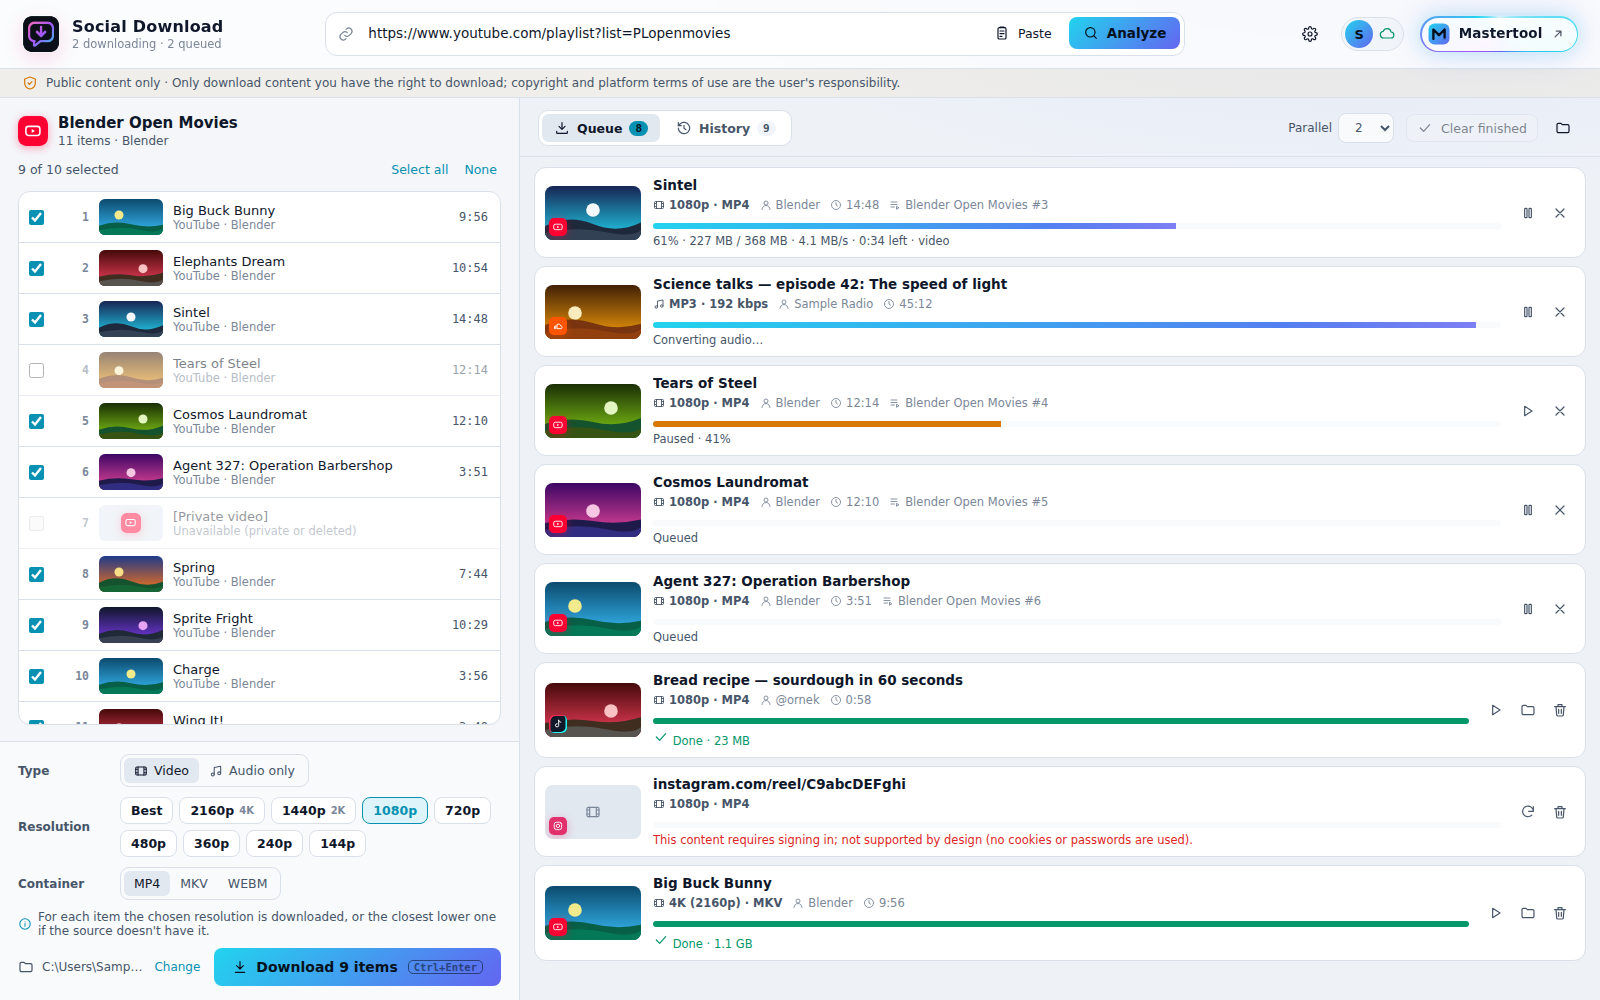 Social Download
2 downloading · 2 queued
https://www.youtube.com/playlist?list=PLopenmovies
Paste
Analyze
S
Mastertool
Public content only · Only download content you have the right to download; copyright and platform terms of use are the user's responsibility.
Blender Open Movies
11 items · Blender
9 of 10 selected
Select all
None
1
Big Buck Bunny
YouTube · Blender
9:56
2
Elephants Dream
YouTube · Blender
10:54
3
Sintel
YouTube · Blender
14:48
4
Tears of Steel
YouTube · Blender
12:14
5
Cosmos Laundromat
YouTube · Blender
12:10
6
Agent 327: Operation Barbershop
YouTube · Blender
3:51
7
[Private video]
Unavailable (private or deleted)
8
Spring
YouTube · Blender
7:44
9
Sprite Fright
YouTube · Blender
10:29
10
Charge
YouTube · Blender
3:56
Wing It!
Type
Video
Audio only
Resolution
Best
2160p 4K
1440p 2K
1080p
720p
480p
360p
240p
144p
Container
MP4
MKV
WEBM
For each item the chosen resolution is downloaded, or the closest lower one
if the source doesn't have it.
C:\Users\Samp…
Change
Download 9 items Ctrl+Enter
Queue 8
History 9
Parallel
2
Clear finished
Sintel
1080p · MP4 Blender 14:48 Blender Open Movies #3
61% · 227 MB / 368 MB · 4.1 MB/s · 0:34 left · video
Science talks — episode 42: The speed of light
MP3 · 192 kbps Sample Radio 45:12
Converting audio…
Tears of Steel
1080p · MP4 Blender 12:14 Blender Open Movies #4
Paused · 41%
Cosmos Laundromat
1080p · MP4 Blender 12:10 Blender Open Movies #5
Queued
Agent 327: Operation Barbershop
1080p · MP4 Blender 3:51 Blender Open Movies #6
Queued
Bread recipe — sourdough in 60 seconds
1080p · MP4 @ornek 0:58
Done · 23 MB
instagram.com/reel/C9abcDEFghi
1080p · MP4
This content requires signing in; not supported by design (no cookies or passwords are used).
Big Buck Bunny
4K (2160p) · MKV Blender 9:56
Done · 1.1 GB